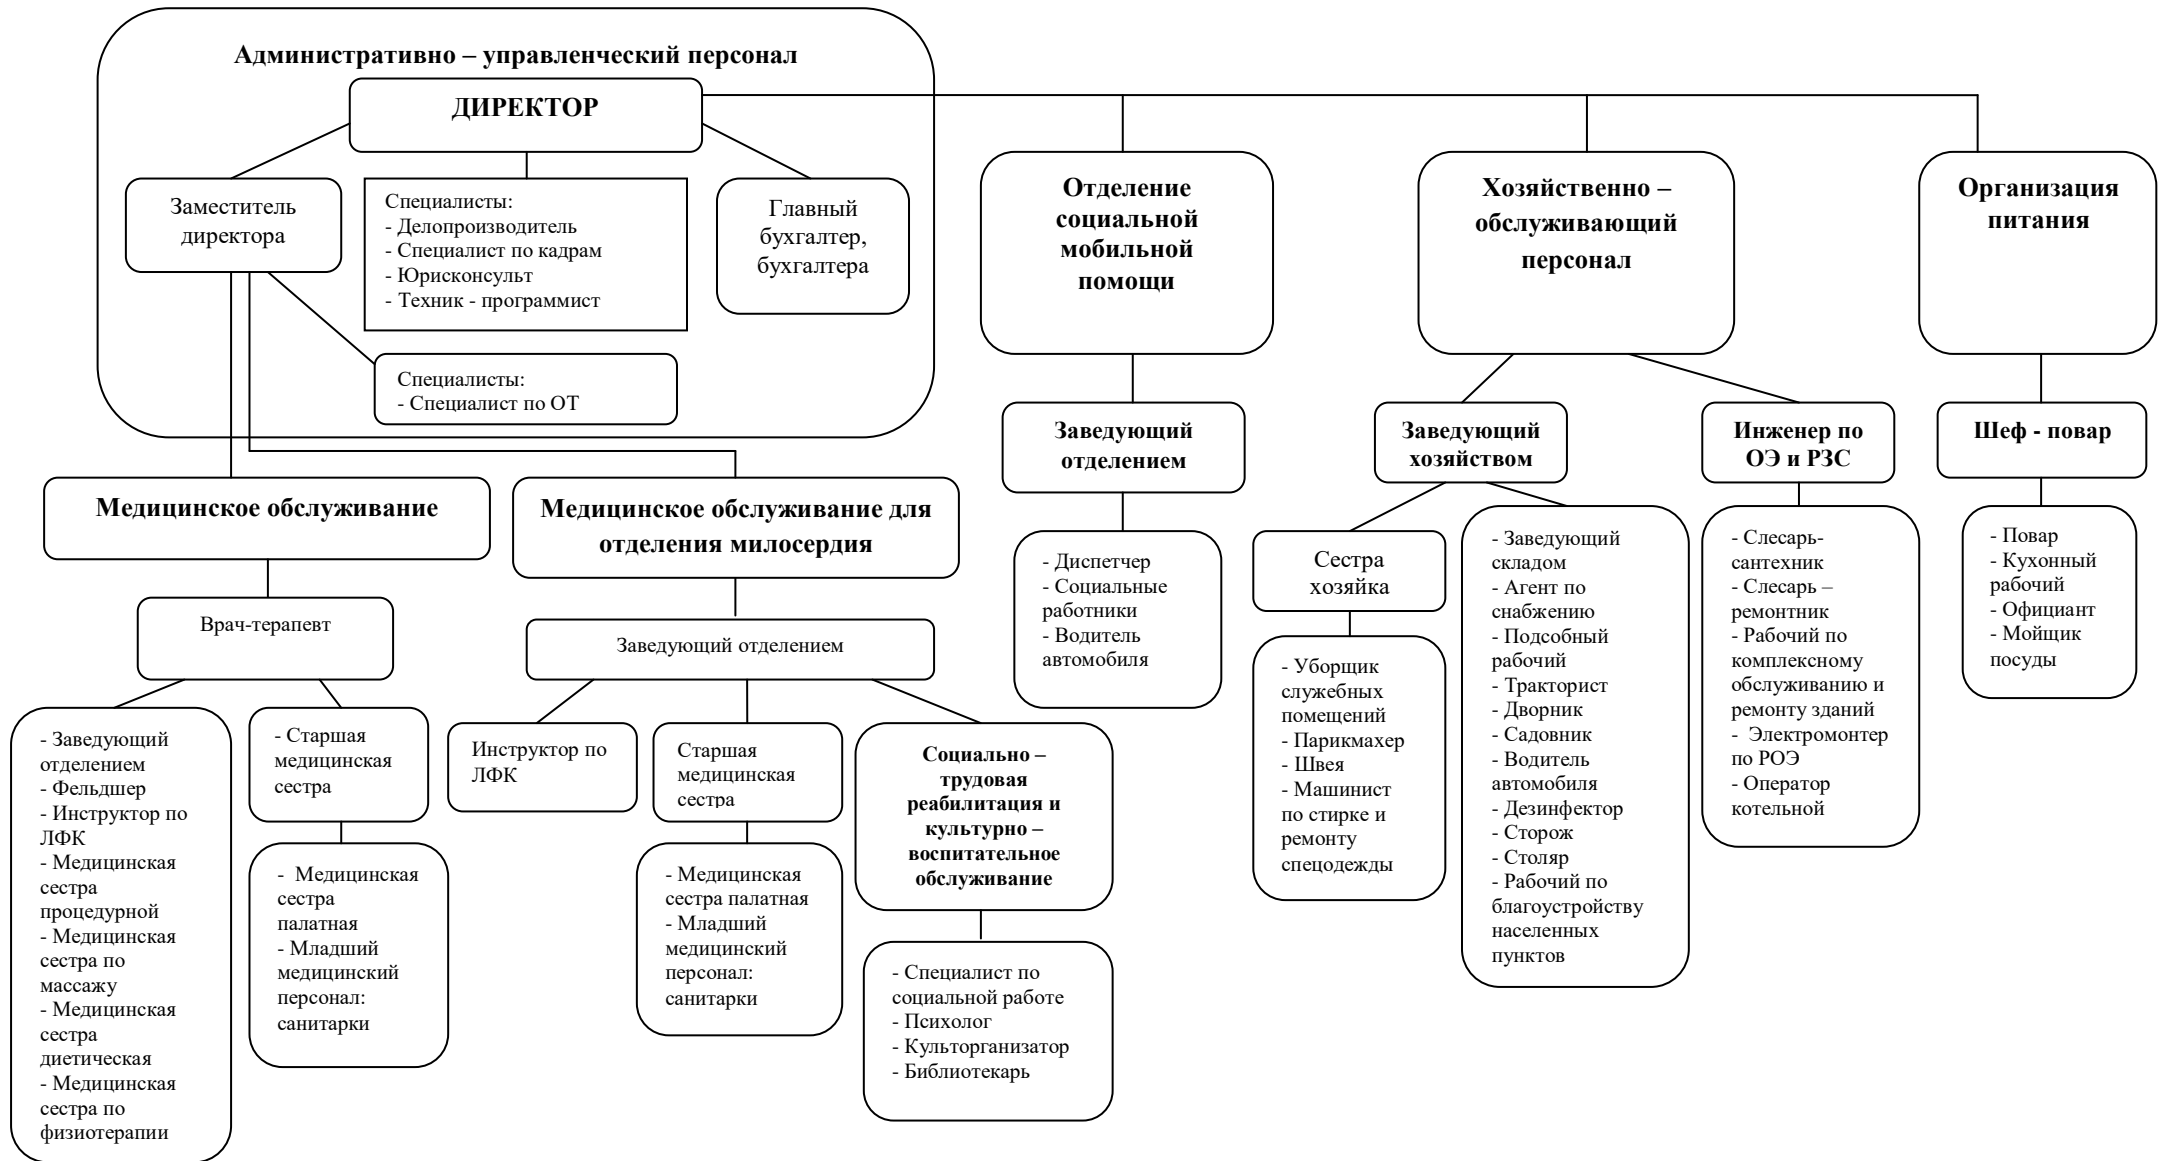 Административно – управленческий персонал
ДИРЕКТОР
Заместитель
директора
Специалисты:
- Делопроизводитель
- Специалист по кадрам
- Юрисконсульт
- Техник - программист
Главный
бухгалтер,
бухгалтера
Специалисты:
- Специалист по ОТ
Отделение
социальной
мобильной
помощи
Хозяйственно –
обслуживающий
персонал
Организация
питания
Заведующий
отделением
Заведующий
хозяйством
Инженер по
ОЭ и РЗС
Шеф - повар
Медицинское обслуживание
Медицинское обслуживание для
отделения милосердия
- Диспетчер
- Социальные
работники
- Водитель
автомобиля
Сестра
хозяйка
- Заведующий
складом
- Агент по
снабжению
- Подсобный
рабочий
- Тракторист
- Дворник
- Садовник
- Водитель
автомобиля
- Дезинфектор
- Сторож
- Столяр
- Рабочий по
благоустройству
населенных
пунктов
- Слесарь-
сантехник
- Слесарь –
ремонтник
- Рабочий по
комплексному
обслуживанию и
ремонту зданий
- Электромонтер
по РОЭ
- Оператор
котельной
- Повар
- Кухонный
рабочий
- Официант
- Мойщик
посуды
Врач-терапевт
Заведующий отделением
- Уборщик
служебных
помещений
- Парикмахер
- Швея
- Машинист
по стирке и
ремонту
спецодежды
- Заведующий
отделением
- Фельдшер
- Инструктор по
ЛФК
- Медицинская
сестра
процедурной
- Медицинская
сестра по
массажу
- Медицинская
сестра
диетическая
- Медицинская
сестра по
физиотерапии
- Старшая
медицинская
сестра
Инструктор по
ЛФК
Старшая
медицинская
сестра
Социально –
трудовая
реабилитация и
культурно –
воспитательное
обслуживание
- Медицинская
сестра
палатная
- Младший
медицинский
персонал:
санитарки
- Медицинская
сестра палатная
- Младший
медицинский
персонал:
санитарки
- Специалист по
социальной работе
- Психолог
- Культорганизатор
- Библиотекарь